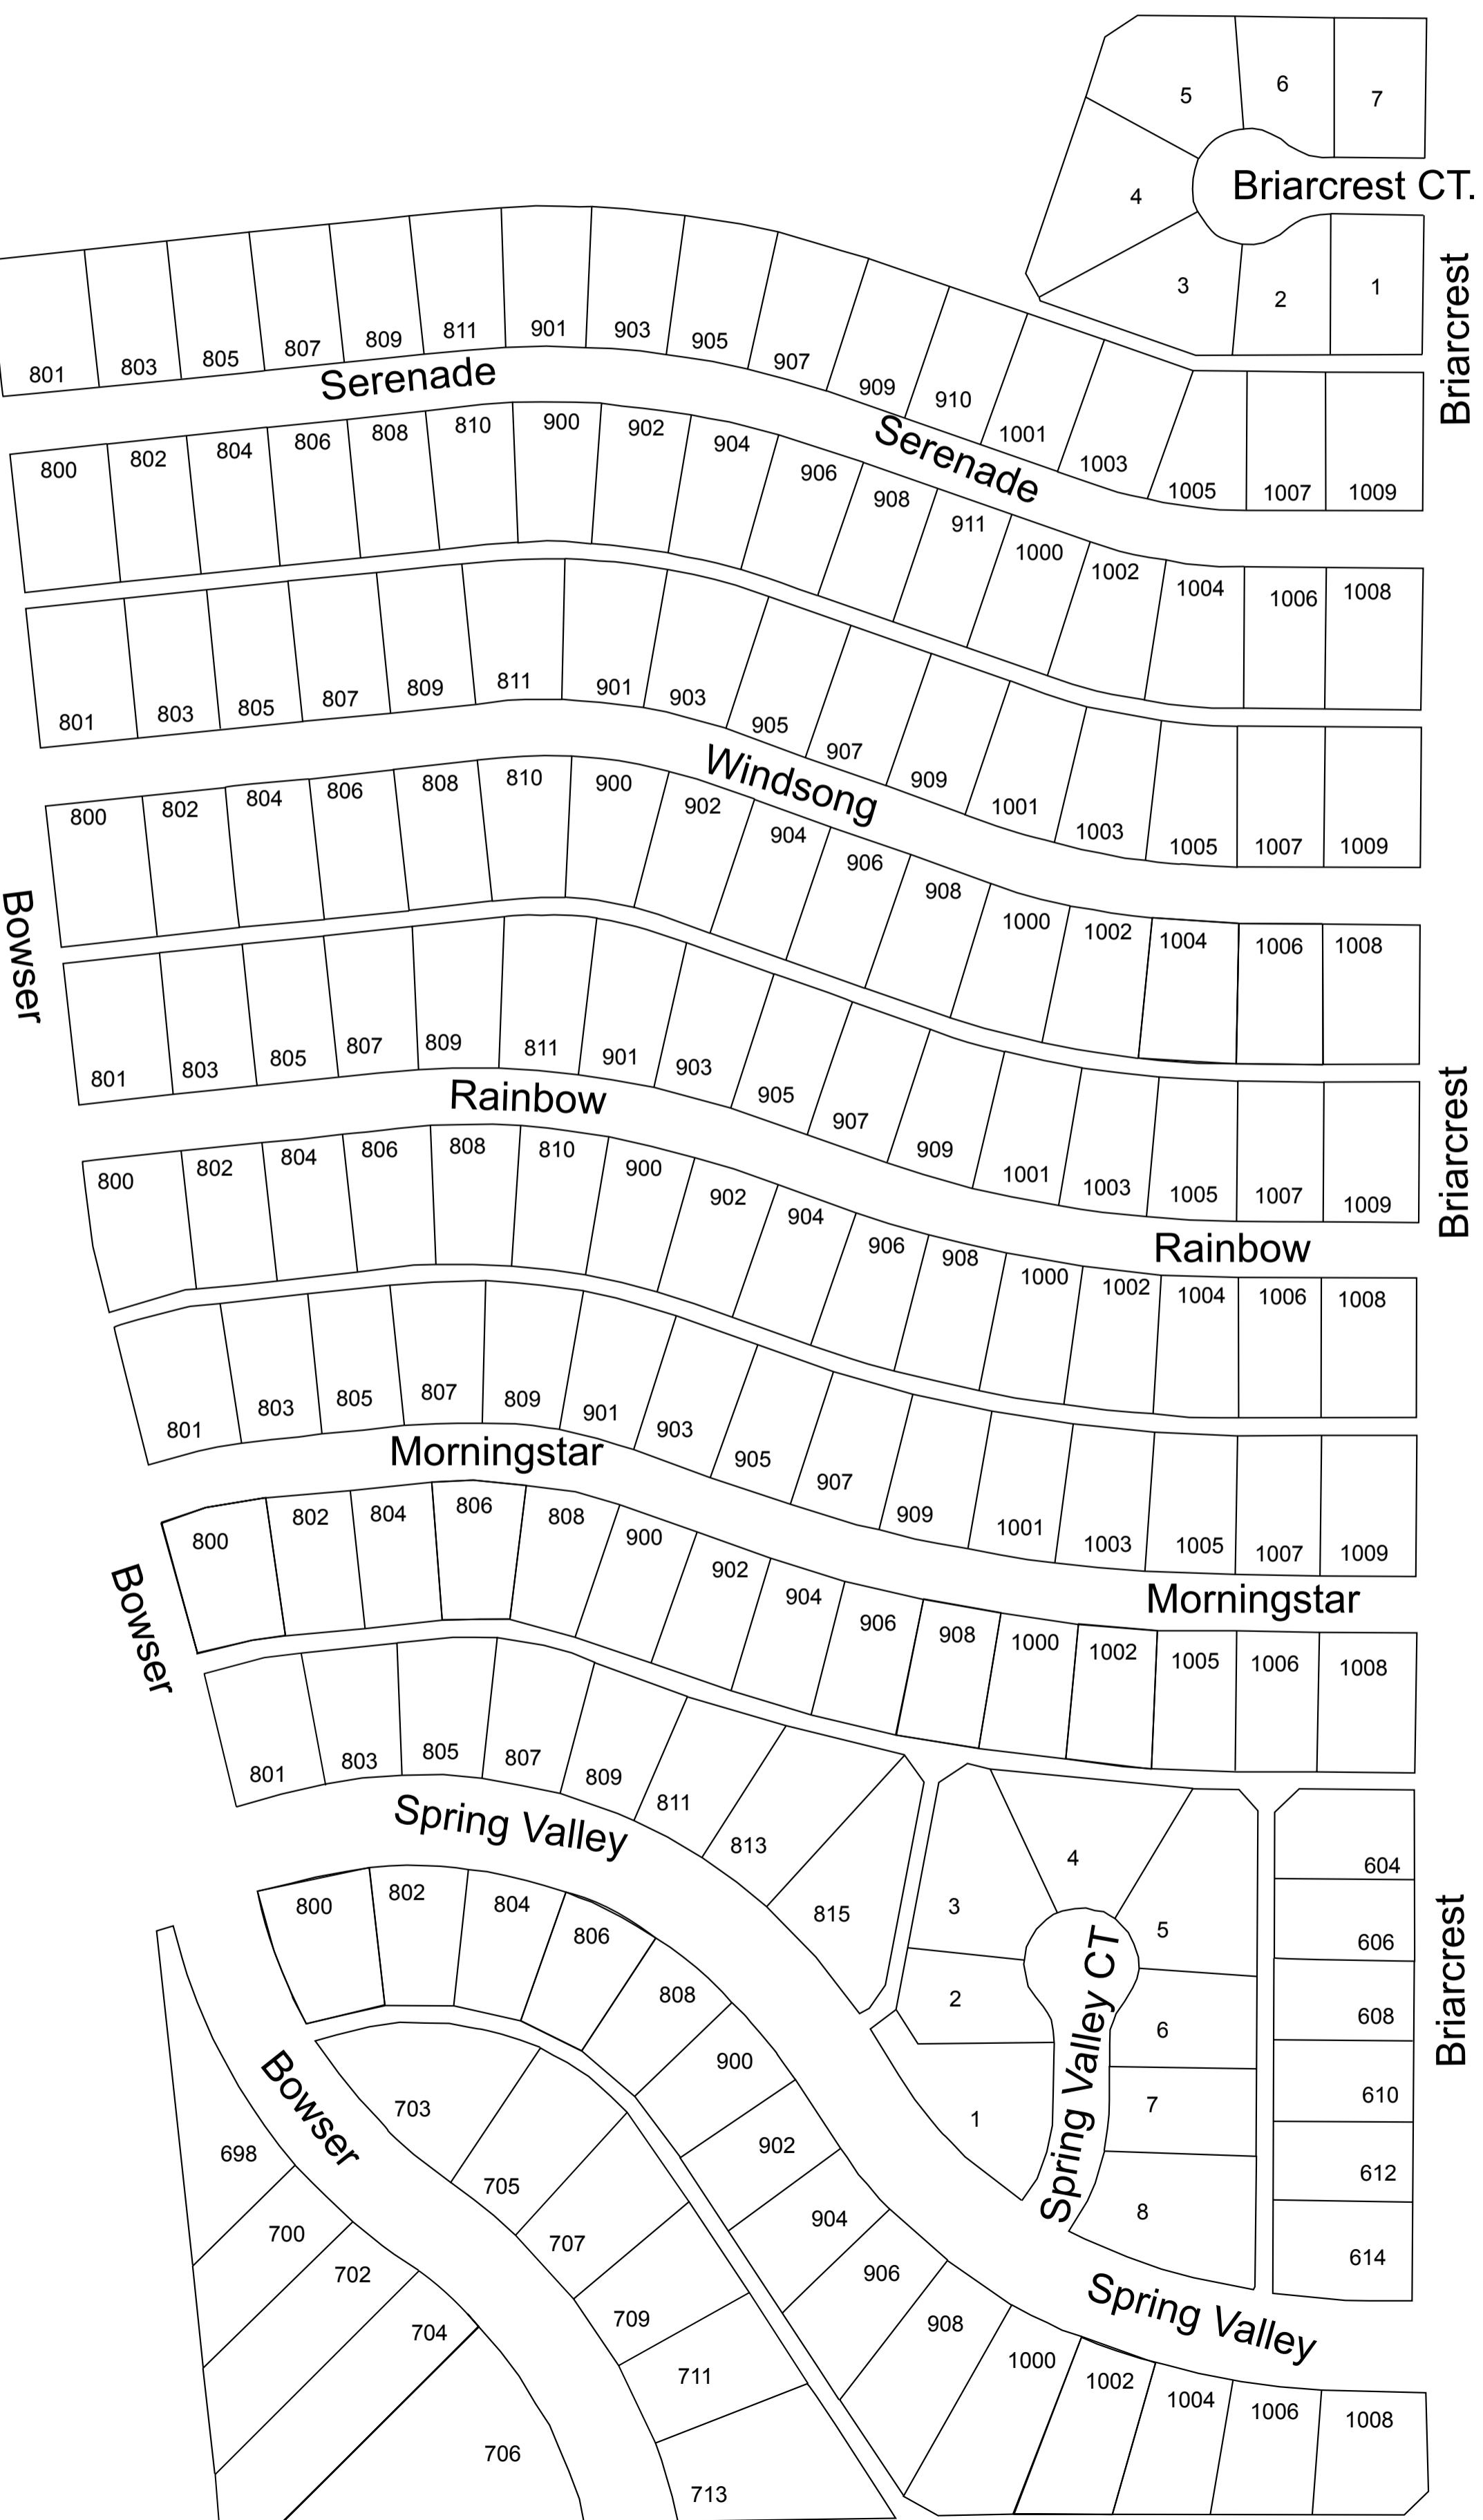 5 6 7
Briarcrest CT.
4
3 2 1
Briarcrest
801 803 805 807 809 811 901 903 905 907 909 910 1001 1003 1005 1007 1009
Serenade
Serenade
800 802 804 806 808 810 900 902 904 906 908 911 1000 1002 1004 1006 1008
801 803 805 807 809 811 901 903 905 907 909 1001 1003 1005 1007 1009
Windsong
800 802 804 806 808 810 900 902 904 906 908 1000 1002 1004 1006 1008
Bowser
801 803 805 807 809 811 901 903 905 907 909 1001 1003 1005 1007 1009
Briarcrest
Rainbow
Rainbow
800 802 804 806 808 810 900 902 904 906 908 1000 1002 1004 1006 1008
801 803 805 807 809 901 903 905 907 909 1001 1003 1005 1007 1009
Morningstar
Morningstar
800 802 804 806 808 900 902 904 906 908 1000 1002 1005 1006 1008
Bowser
801 803 805 807 809 811 813 815
Spring Valley
3 4 5
2 6
1 7
8
Spring Valley CT
604
606
608
610
612
614
Briarcrest
800 802 804 806 808 900 902 904 906 908 1000 1002 1004 1006 1008
Spring Valley
Bowser
703
705
707
709
711
713
698
700
702
704
706